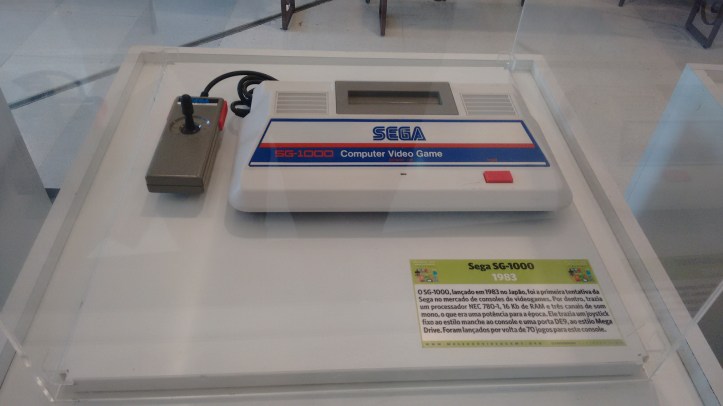 SEGA
SG-1000 Computer Video Game
Sega SG-1000
1983
O SG-1000, lançado em 1983 no Japão, foi a primeira tentativa da
Sega no mercado de consoles de videogames. Por dentro, trazia
um processador NEC 780-1, 16 Kb de RAM e três canais de som
mono, o que era uma potência para a época. Ele trazia um joystick
fixo ao estilo manche ao console e uma porta DE9, ao estilo Mega
Drive. Foram lançados por volta de 70 jogos para este console.